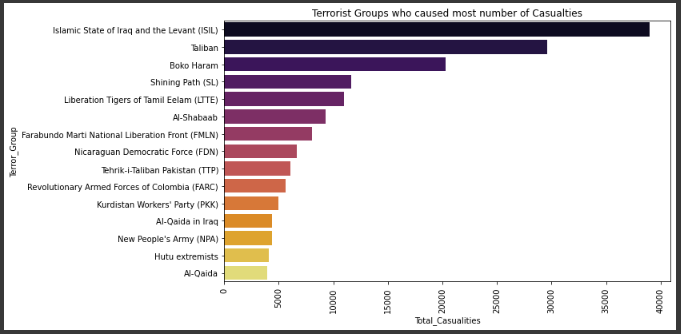 Terrorist Groups who caused most number of Casualties
Terror_Group
Islamic State of Iraq and the Levant (ISIL)
Taliban
Boko Haram
Shining Path (SL)
Liberation Tigers of Tamil Eelam (LTTE)
Al-Shabaab
Farabundo Marti National Liberation Front (FMLN)
Nicaraguan Democratic Force (FDN)
Tehrik-i-Taliban Pakistan (TTP)
Revolutionary Armed Forces of Colombia (FARC)
Kurdistan Workers' Party (PKK)
Al-Qaida in Iraq
New People's Army (NPA)
Hutu extremists
Al-Qaida
0
5000
10000
15000
20000
25000
30000
35000
40000
Total_Casualities